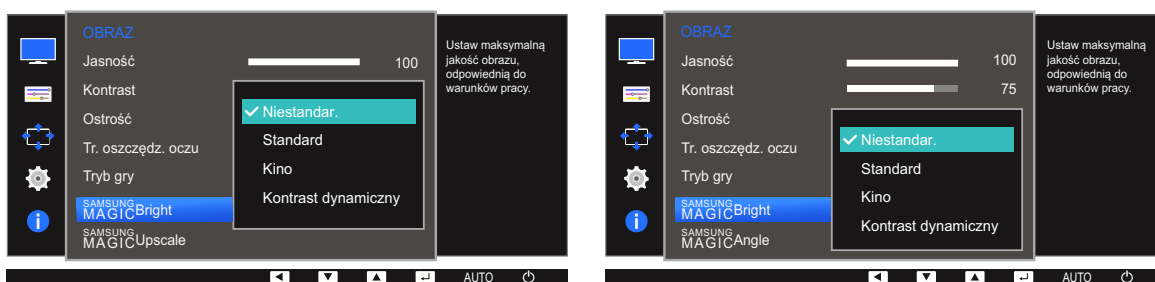 OBRAZ
Jasność 100
Kontrast
Ostrość
Tr. oszczędz. oczu
Tryb gry
SAMSUNG
MAGICBright
SAMSUNG
MAGICUpscale
Niestandar.
Standard
Kino
Kontrast dynamiczny
Ustaw maksymalną
jakość obrazu,
odpowiednią do
warunków pracy.
AUTO
OBRAZ
Jasność 100
Kontrast 75
Ostrość
Tr. oszczędz. oczu
Tryb gry
SAMSUNG
MAGICBright
SAMSUNG
MAGICAngle
Niestandar.
Standard
Kino
Kontrast dynamiczny
Ustaw maksymalną
jakość obrazu,
odpowiednią do
warunków pracy.
AUTO